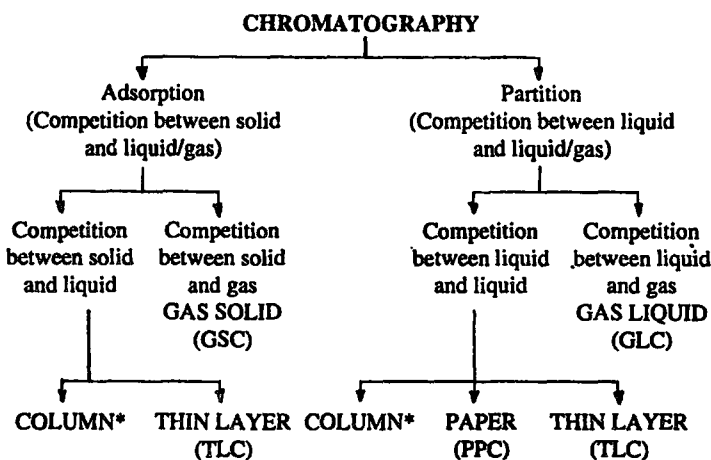 CHROMATOGRAPHY
Adsorption
(Competition between solid
and liquid/gas)
Partition
(Competition between liquid
and liquid/gas)
Competition
between solid
and liquid
Competition
between solid
and gas
GAS SOLID
(GSC)
Competition
between liquid
and liquid
Competition
between liquid
and gas
GAS LIQUID
(GLC)
COLUMN*
THIN LAYER
(TLC)
COLUMN*
PAPER
(PPC)
THIN LAYER
(TLC)